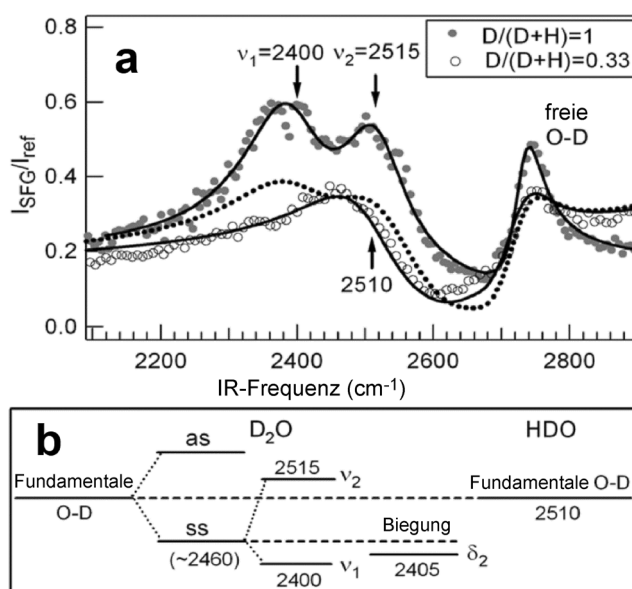 a
ν₁=2400
ν₂=2515
D/(D+H)=1
D/(D+H)=0.33
freie
O-D
I_SFG/I_ref
0.8
0.6
0.4
0.2
0.0
2510
2200
2400
2600
2800
IR-Frequenz (cm⁻¹)
b
D₂O
HDO
as
2515
ν₂
Fundamentale
O-D
Fundamentale O-D
2510
ss
(~2460)
Biegung
δ₂
2405
ν₁
2400